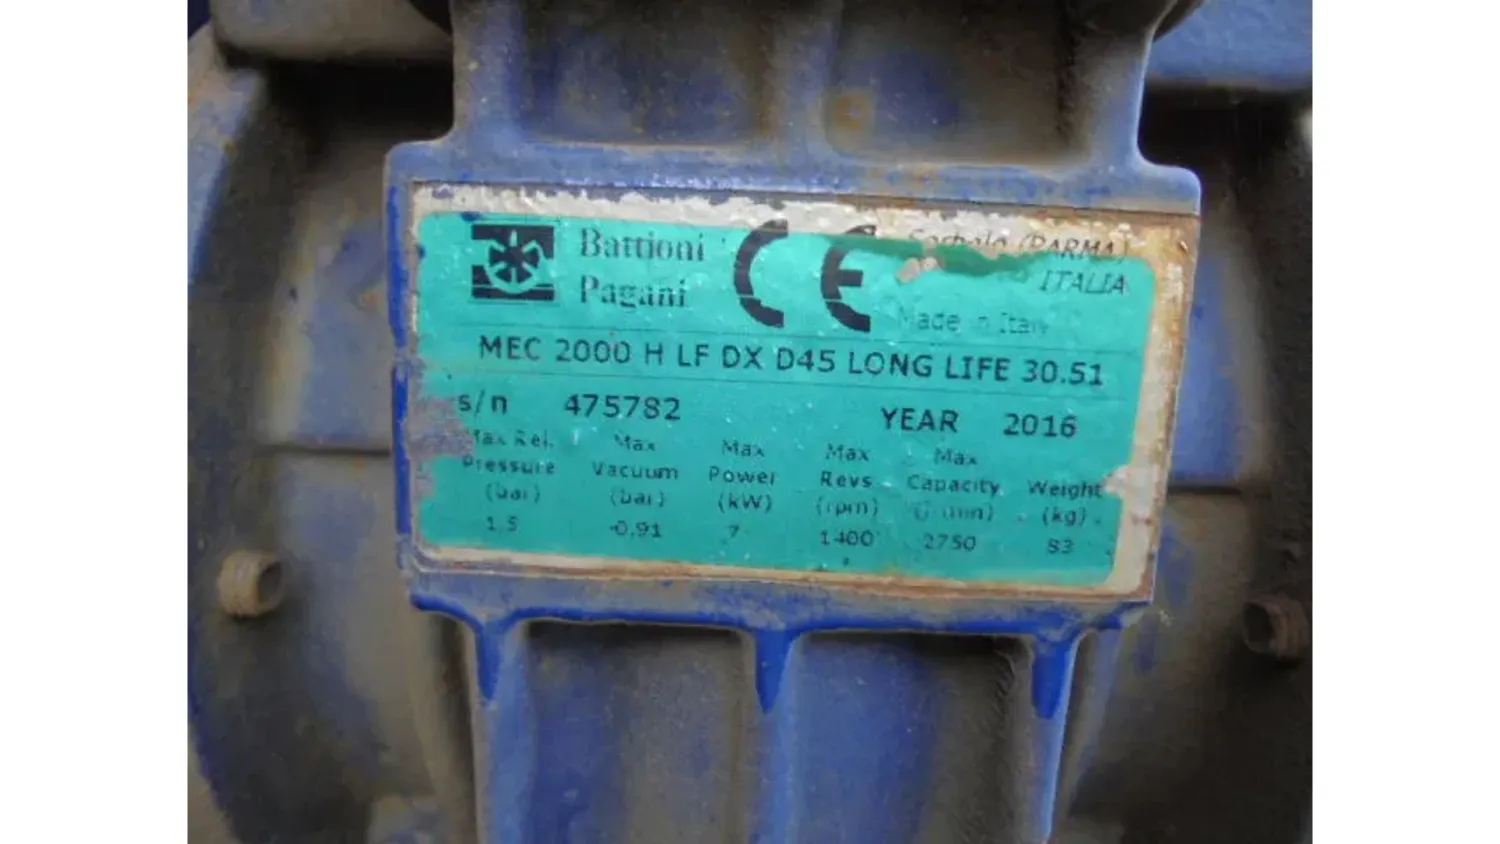 Battioni
Pagani
CE
Sorbolo (PARMA)
ITALIA
Made in Italy
MEC 2000 H LF DX D45 LONG LIFE 30.51
s/n 475782 YEAR 2016
Max Rel. Max Max Max Max
Pressure Vacuum Power Revs Capacity Weight
(bar) (bar) (kW) (rpm) (kg)
1.5 -0.91 7 1400 2750 83